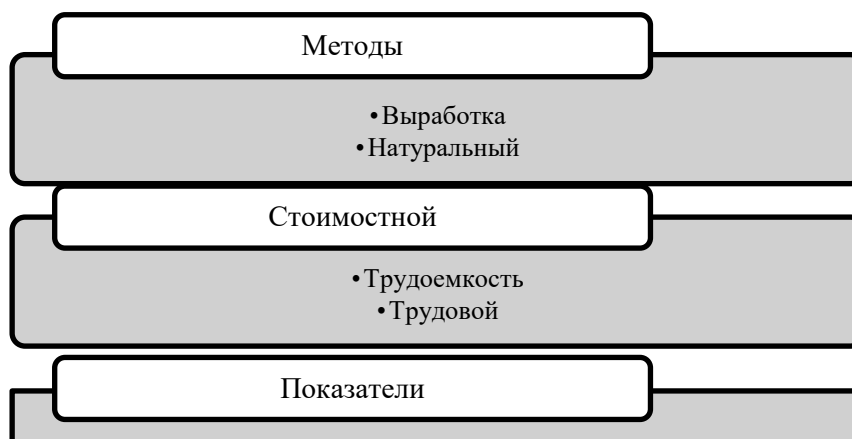 Методы
•Выработка
•Натуральный
Стоимостной
•Трудоемкость
•Трудовой
Показатели